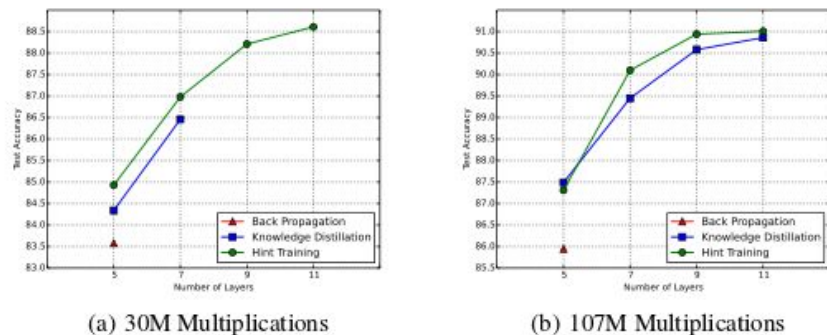 88.5
88.0
87.5
87.0
86.5
86.0
85.5
85.0
84.5
84.0
83.5
83.0
Test Accuracy
5 7 9 11
Number of Layers
Back Propagation
Knowledge Distillation
Hint Training
(a) 30M Multiplications
91.0
90.5
90.0
89.5
89.0
88.5
88.0
87.5
87.0
86.5
86.0
85.5
Test Accuracy
5 7 9 11
Number of Layers
Back Propagation
Knowledge Distillation
Hint Training
(b) 107M Multiplications